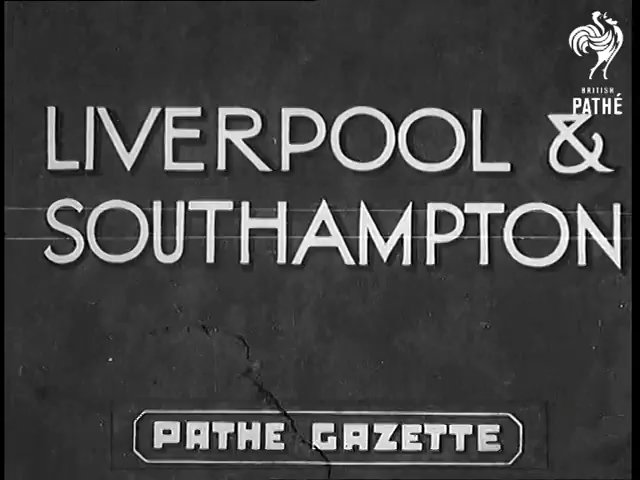 BRITISH
PATHÉ
LIVERPOOL &
SOUTHAMPTON
PATHE GAZETTE